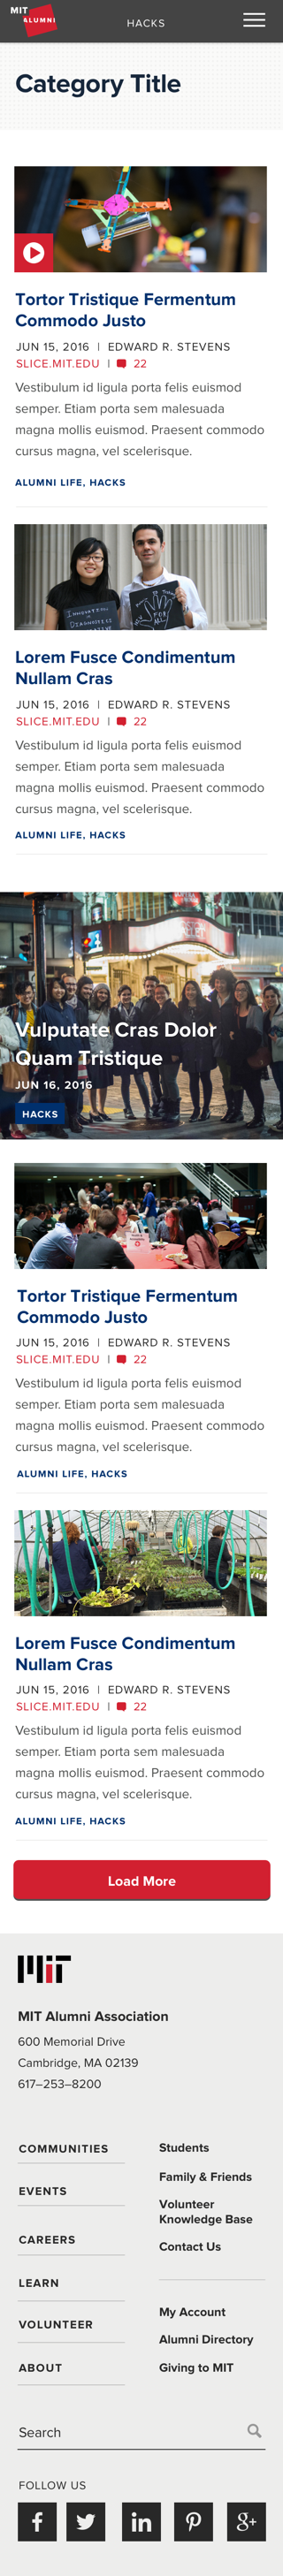 MIT
ALUMNI
HACKS
Category Title
Tortor Tristique Fermentum
Commodo Justo
JUN 15, 2016 | EDWARD R. STEVENS
SLICE.MIT.EDU | 22
Vestibulum id ligula porta felis euismod
semper. Etiam porta sem malesuada
magna mollis euismod. Praesent commodo
cursus magna, vel scelerisque.
ALUMNI LIFE, HACKS
INNOVATION
IN
DIAGNOSTICS
FOR
ALL
Lorem Fusce Condimentum
Nullam Cras
JUN 15, 2016 | EDWARD R. STEVENS
SLICE.MIT.EDU | 22
Vestibulum id ligula porta felis euismod
semper. Etiam porta sem malesuada
magna mollis euismod. Praesent commodo
cursus magna, vel scelerisque.
ALUMNI LIFE, HACKS
Vulputate Cras Dolor
Quam Tristique
JUN 16, 2016
HACKS
Tortor Tristique Fermentum
Commodo Justo
JUN 15, 2016 | EDWARD R. STEVENS
SLICE.MIT.EDU | 22
Vestibulum id ligula porta felis euismod
semper. Etiam porta sem malesuada
magna mollis euismod. Praesent commodo
cursus magna, vel scelerisque.
ALUMNI LIFE, HACKS
Lorem Fusce Condimentum
Nullam Cras
JUN 15, 2016 | EDWARD R. STEVENS
SLICE.MIT.EDU | 22
Vestibulum id ligula porta felis euismod
semper. Etiam porta sem malesuada
magna mollis euismod. Praesent commodo
cursus magna, vel scelerisque.
ALUMNI LIFE, HACKS
Load More
MIT
MIT Alumni Association
600 Memorial Drive
Cambridge, MA 02139
617–253–8200
COMMUNITIES
EVENTS
CAREERS
LEARN
VOLUNTEER
ABOUT
Students
Family & Friends
Volunteer
Knowledge Base
Contact Us
My Account
Alumni Directory
Giving to MIT
Search
FOLLOW US